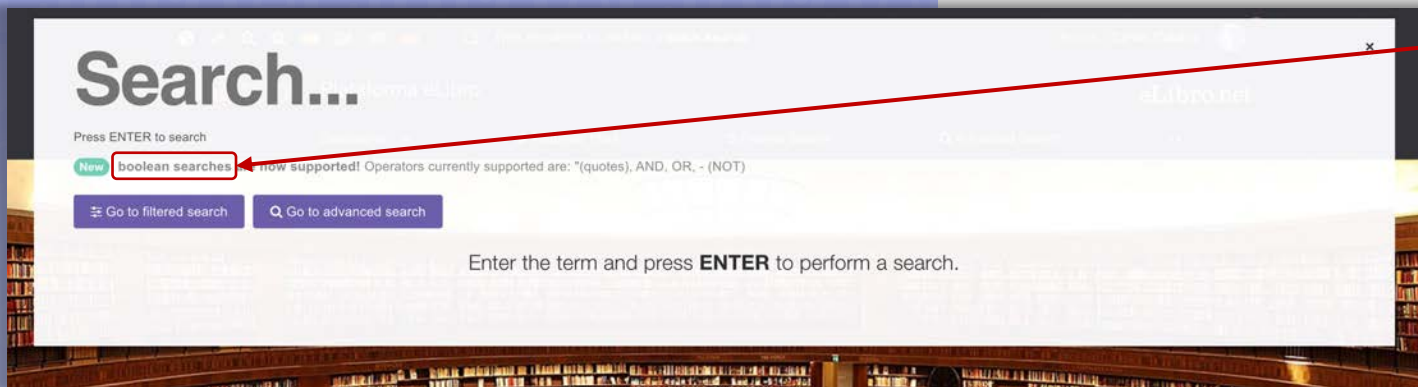 Search...
Press ENTER to search
New boolean searches now supported! Operators currently supported are: "(quotes), AND, OR, - (NOT)
Go to filtered search Go to advanced search
Enter the term and press ENTER to perform a search.
eLibro.net